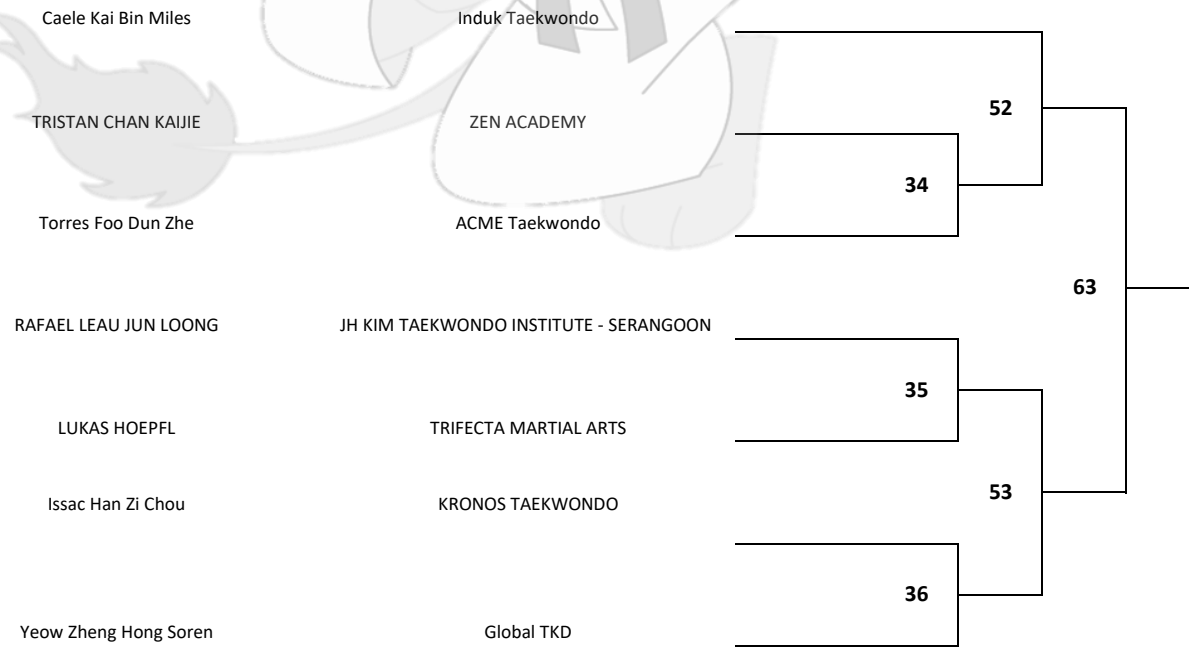 Caele Kai Bin Miles Induk Taekwondo
52
TRISTAN CHAN KAIJIE ZEN ACADEMY
34
Torres Foo Dun Zhe ACME Taekwondo
63
RAFAEL LEAU JUN LOONG JH KIM TAEKWONDO INSTITUTE - SERANGOON
35
LUKAS HOEPFL TRIFECTA MARTIAL ARTS
53
Issac Han Zi Chou KRONOS TAEKWONDO
36
Yeow Zheng Hong Soren Global TKD